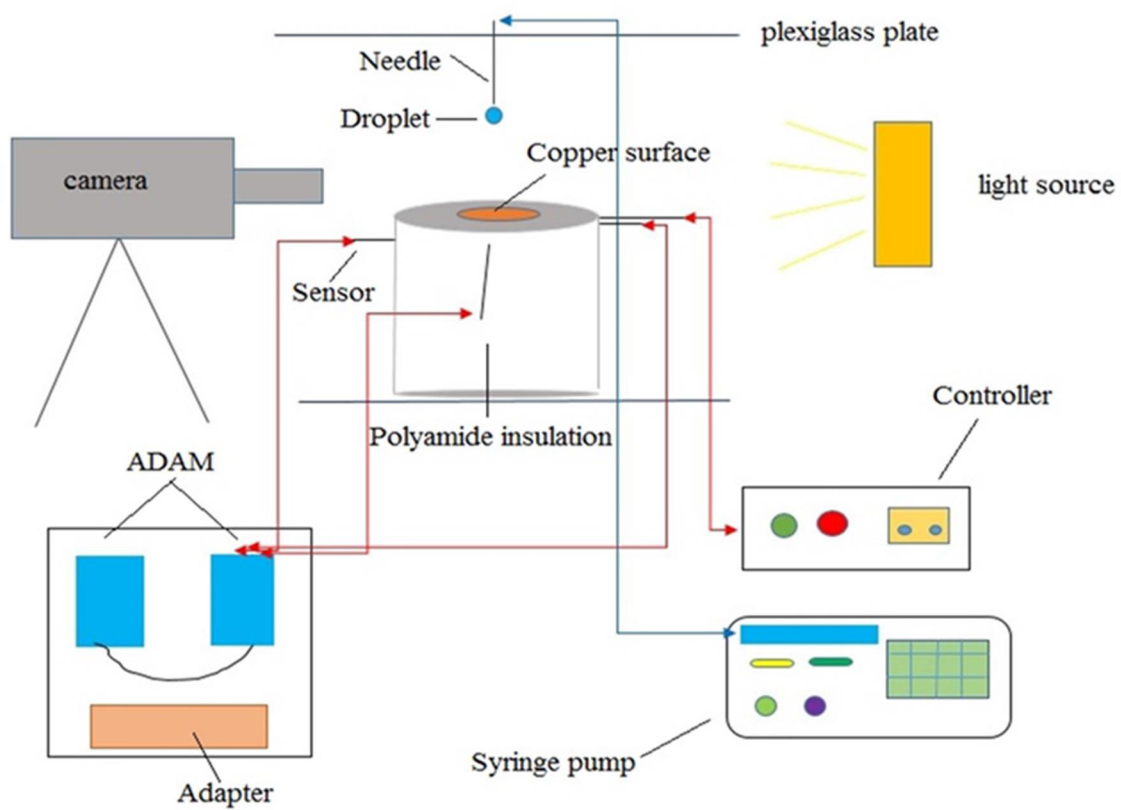 plexiglass plate
Needle
Droplet
Copper surface
camera
light source
Sensor
Controller
Polyamide insulation
ADAM
Syringe pump
Adapter